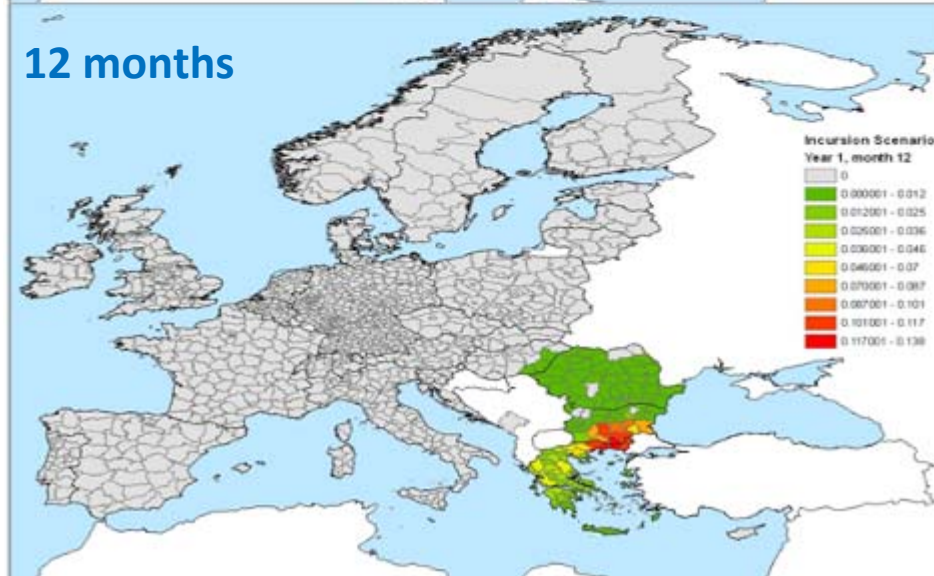 12 months
Incursion Scenario
Year 1, month 12
0
0.000001 - 0.012
0.012001 - 0.025
0.025001 - 0.036
0.036001 - 0.046
0.046001 - 0.07
0.070001 - 0.087
0.087001 - 0.101
0.101001 - 0.117
0.117001 - 0.138